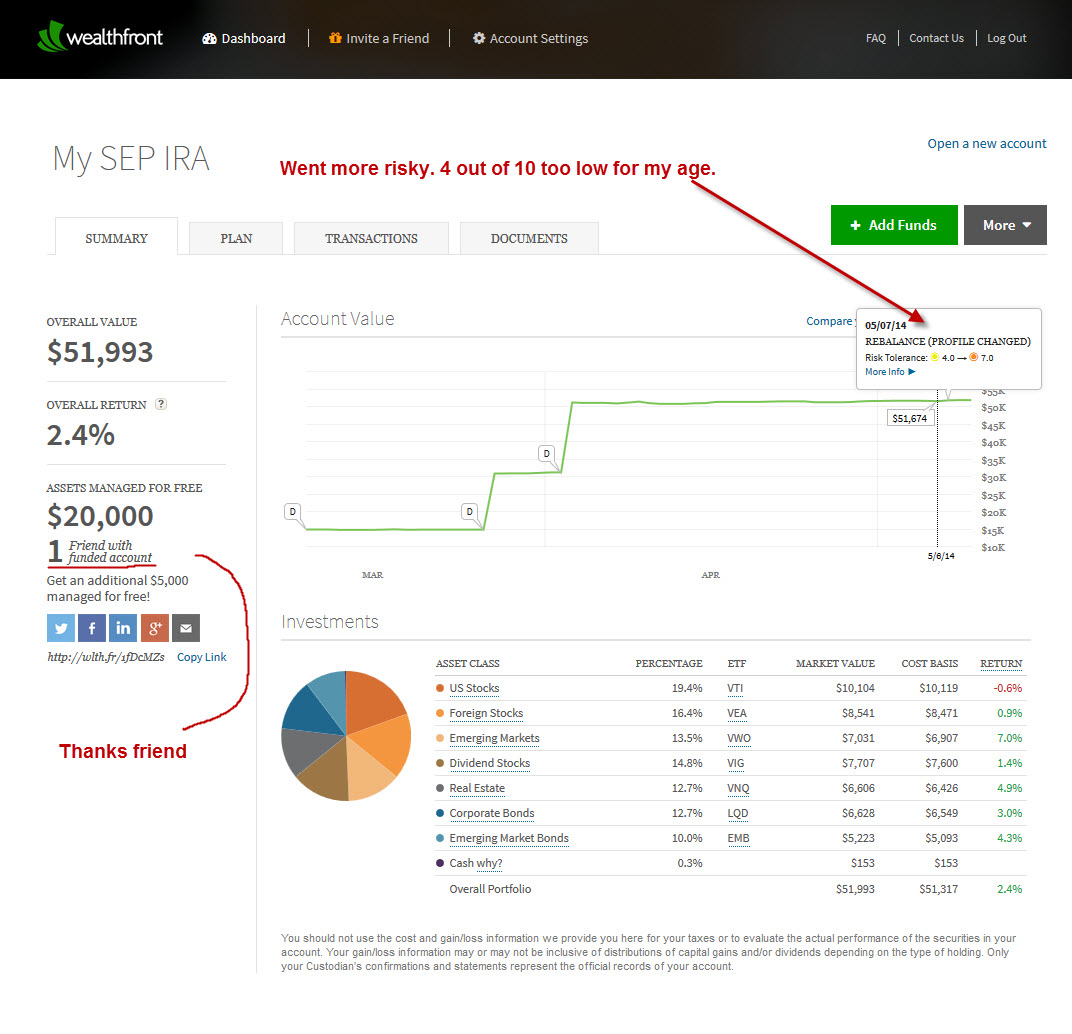 wealthfront
Dashboard
Invite a Friend
Account Settings
FAQ
Contact Us
Log Out
My SEP IRA
Went more risky. 4 out of 10 too low for my age.
Open a new account
SUMMARY
PLAN
TRANSACTIONS
DOCUMENTS
+ Add Funds
More
OVERALL VALUE
$51,993
OVERALL RETURN ?
2.4%
ASSETS MANAGED FOR FREE
$20,000
1 Friend with
funded account
Get an additional $5,000
managed for free!
f
in
g+
http://wlth.fr/1fDcMZs Copy Link
Thanks friend
Account Value
Compare
05/07/14
REBALANCE (PROFILE CHANGED)
Risk Tolerance: 4.0 → 7.0
More Info ▶
$55K
$50K
$45K
$40K
$35K
$30K
$25K
$20K
$15K
$10K
$51,674
D
D
D
5/6/14
MAR
APR
Investments
ASSET CLASS PERCENTAGE ETF MARKET VALUE COST BASIS RETURN
US Stocks 19.4% VTI $10,104 $10,119 -0.6%
Foreign Stocks 16.4% VEA $8,541 $8,471 0.9%
Emerging Markets 13.5% VWO $7,031 $6,907 7.0%
Dividend Stocks 14.8% VIG $7,707 $7,600 1.4%
Real Estate 12.7% VNQ $6,606 $6,426 4.9%
Corporate Bonds 12.7% LQD $6,628 $6,549 3.0%
Emerging Market Bonds 10.0% EMB $5,223 $5,093 4.3%
Cash why? 0.3% $153 $153
Overall Portfolio $51,993 $51,317 2.4%
You should not use the cost and gain/loss information we provide you here for your taxes or to evaluate the actual performance of the securities in your
account. Your gain/loss information may or may not be inclusive of distributions of capital gains and/or dividends depending on the type of holding. Only
your Custodian's confirmations and statements represent the official records of your account.